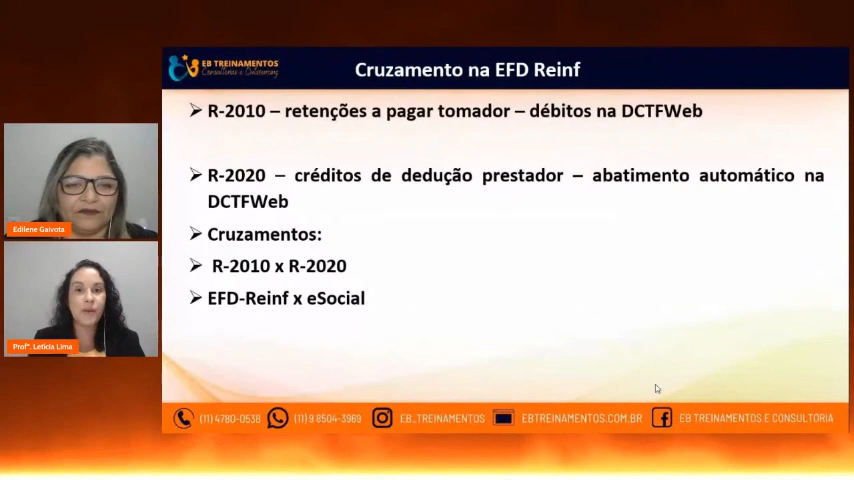 EB TREINAMENTOS
Consultoria e Outsourcing
Cruzamento na EFD Reinf
➢ R-2010 – retenções a pagar tomador – débitos na DCTFWeb
➢ R-2020 – créditos de dedução prestador – abatimento automático na
DCTFWeb
➢ Cruzamentos:
➢ R-2010 x R-2020
➢ EFD-Reinf x eSocial
Edilene Gaivota
Profª. Leticia Lima
(11) 4780-0538 (11) 9 8504-3969 EB_TREINAMENTOS EBTREINAMENTOS.COM.BR EB TREINAMENTOS E CONSULTORIA